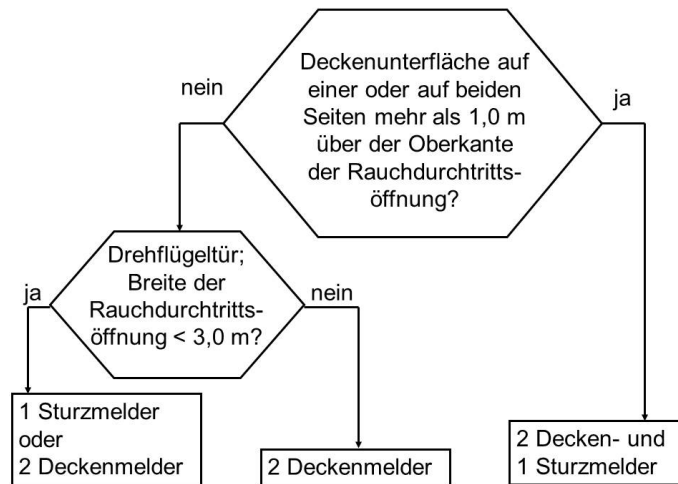 Deckenunterfläche auf
einer oder auf beiden
Seiten mehr als 1,0 m
über der Oberkante
der Rauchdurchtritts-
öffnung?
nein
ja
Drehflügeltür;
Breite der
Rauchdurchtritts-
öffnung < 3,0 m?
ja
nein
1 Sturzmelder
oder
2 Deckenmelder
2 Deckenmelder
2 Decken- und
1 Sturzmelder